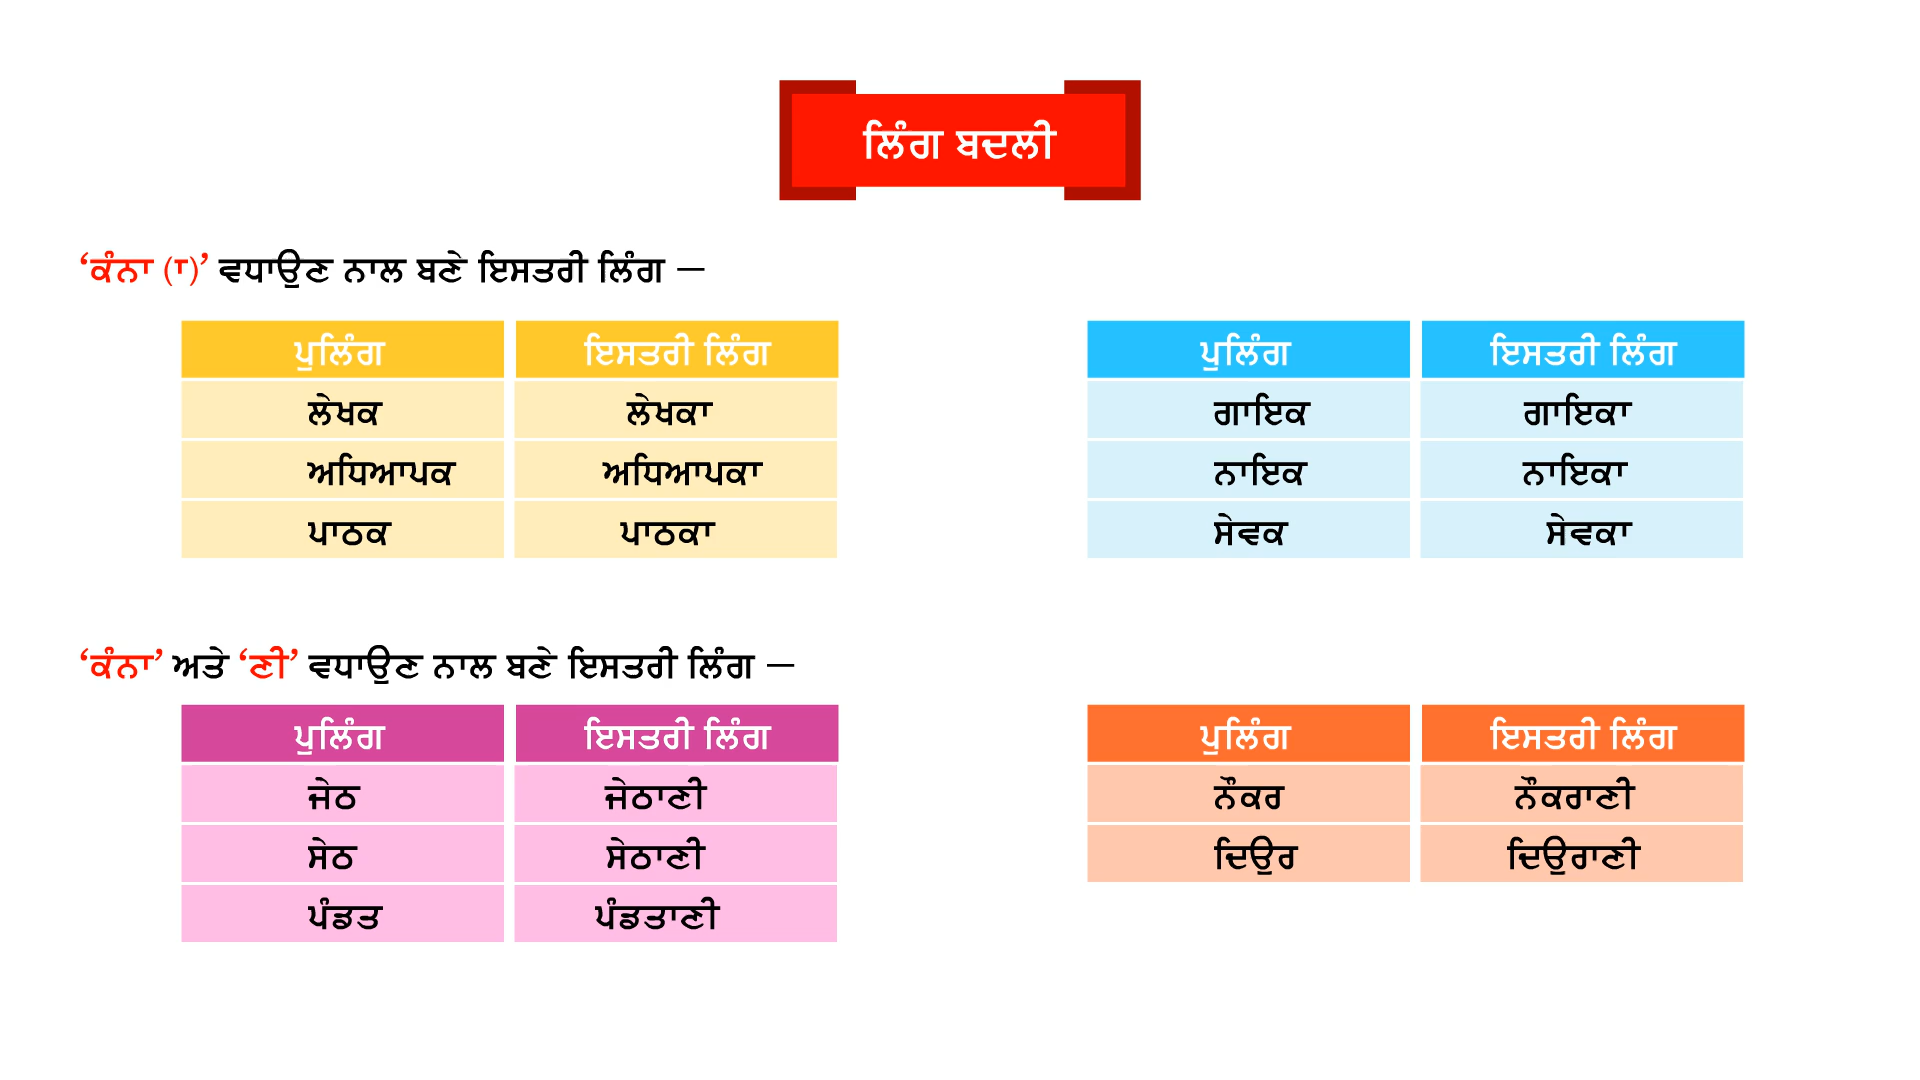 ਲਿੰਗ ਬਦਲੀ
‘ਕੰਨਾ (ਾ)’ ਵਧਾਉਣ ਨਾਲ ਬਣੇ ਇਸਤਰੀ ਲਿੰਗ —
ਪੁਲਿੰਗ ਇਸਤਰੀ ਲਿੰਗ
ਲੇਖਕ ਲੇਖਕਾ
ਅਧਿਆਪਕ ਅਧਿਆਪਕਾ
ਪਾਠਕ ਪਾਠਕਾ
ਪੁਲਿੰਗ ਇਸਤਰੀ ਲਿੰਗ
ਗਾਇਕ ਗਾਇਕਾ
ਨਾਇਕ ਨਾਇਕਾ
ਸੇਵਕ ਸੇਵਕਾ
‘ਕੰਨਾ’ ਅਤੇ ‘ਣੀ’ ਵਧਾਉਣ ਨਾਲ ਬਣੇ ਇਸਤਰੀ ਲਿੰਗ —
ਪੁਲਿੰਗ ਇਸਤਰੀ ਲਿੰਗ
ਜੇਠ ਜੇਠਾਣੀ
ਸੇਠ ਸੇਠਾਣੀ
ਪੰਡਤ ਪੰਡਤਾਣੀ
ਪੁਲਿੰਗ ਇਸਤਰੀ ਲਿੰਗ
ਨੌਕਰ ਨੌਕਰਾਣੀ
ਦਿਉਰ ਦਿਉਰਾਣੀ